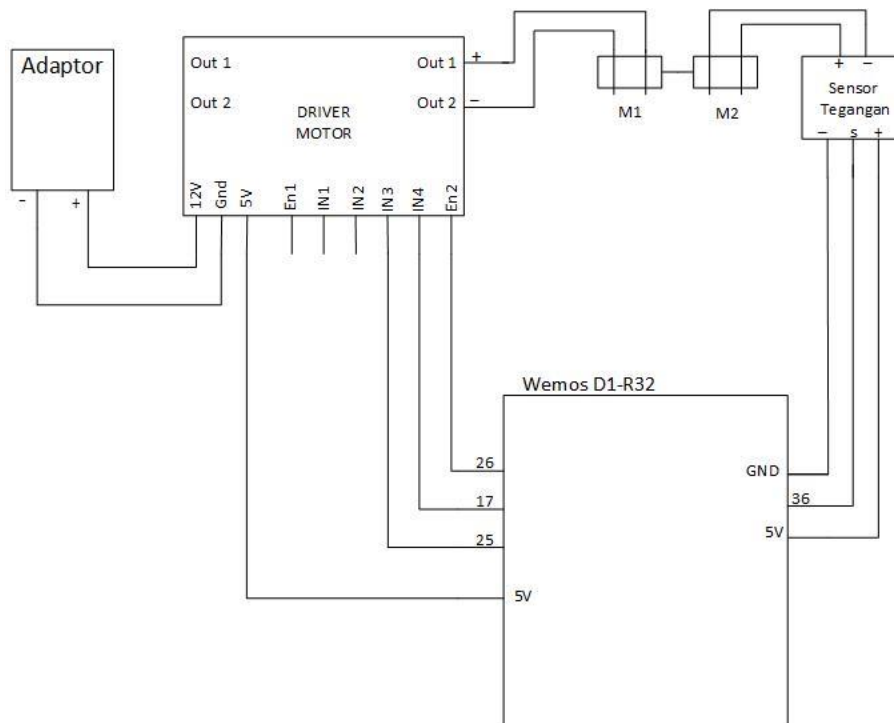 Adaptor
- +
Out 1
Out 2
DRIVER
MOTOR
Out 1
Out 2
+ -
−
12V
Gnd
5V
En1
IN1
IN2
IN3
IN4
En2
M1
M2
+ −
Sensor
Tegangan
− s +
Wemos D1-R32
26
17
25
5V
GND
36
5V